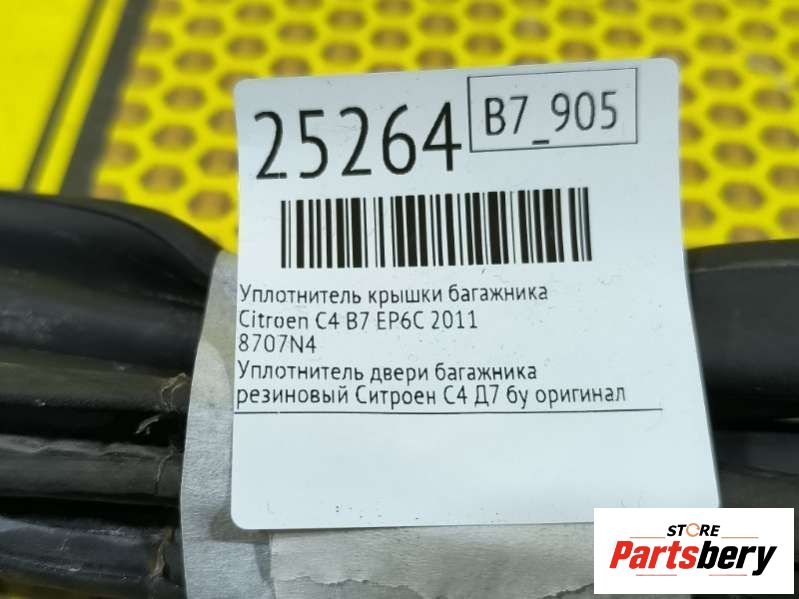 25264
B7_905
Уплотнитель крышки багажника
Citroen C4 B7 EP6C 2011
8707N4
Уплотнитель двери багажника
резиновый Ситроен С4 Д7 бу оригинал
STORE
Partsbery